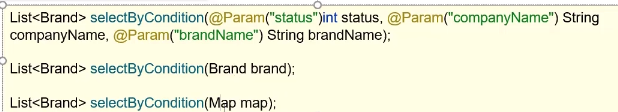 List<Brand> selectByCondition(@Param("status")int status, @Param("companyName") String
companyName, @Param("brandName") String brandName);
List<Brand> selectByCondition(Brand brand);
List<Brand> selectByCondition(Map map);